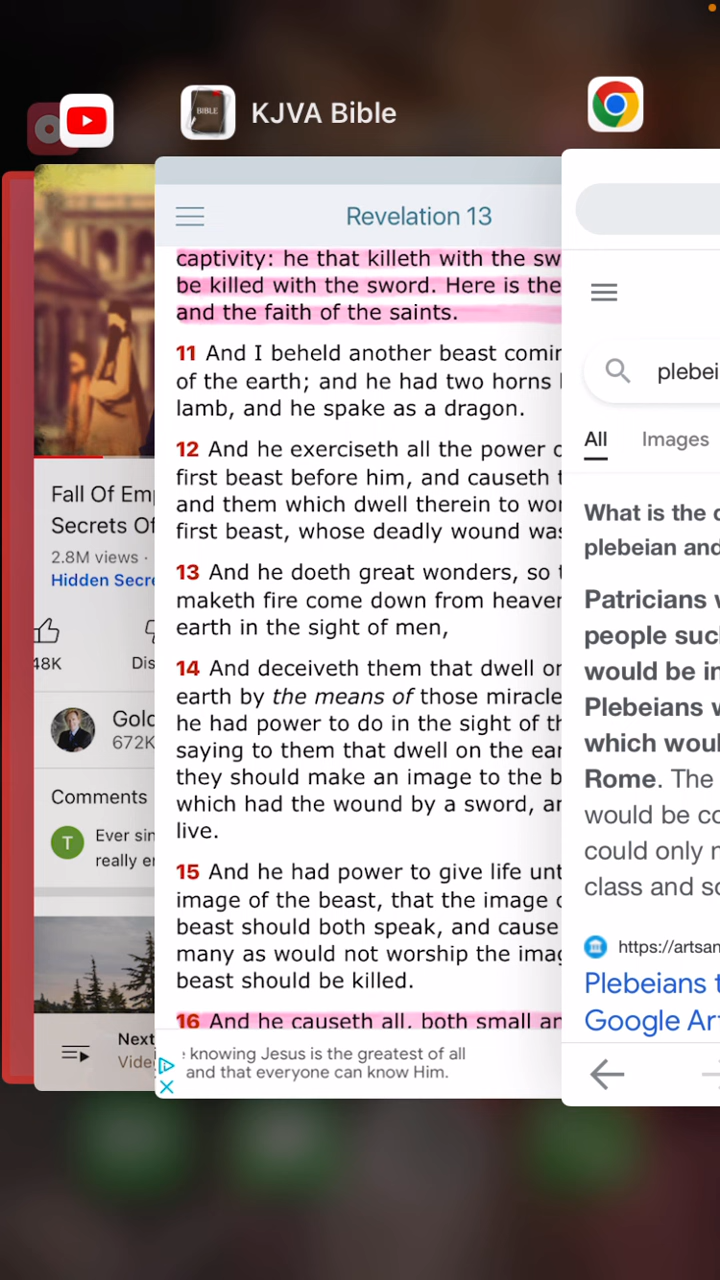 BIBLE
KJVA Bible
Fall Of Em
Secrets Of
2.8M views ·
Hidden Secre
48K
Dis
Gold
672K
Comments
T
Ever sin
really
Next
Vide
Revelation 13
captivity: he that killeth with the sw
be killed with the sword. Here is the
and the faith of the saints.
11 And I beheld another beast comin
of the earth; and he had two horns
lamb, and he spake as a dragon.
12 And he exerciseth all the power
first beast before him, and causeth
and them which dwell therein to wor
first beast, whose deadly wound was
13 And he doeth great wonders, so
maketh fire come down from heaven
earth in the sight of men,
14 And deceiveth them that dwell on
earth by the means of those miracle
he had power to do in the sight of th
saying to them that dwell on the ear
they should make an image to the b
which had the wound by a sword, an
live.
15 And he had power to give life unt
image of the beast, that the image
beast should both speak, and cause
many as would not worship the imag
beast should be killed.
16 And he causeth all, both small an
knowing Jesus is the greatest of all
and that everyone can know Him.
plebei
All Images
What is the
plebeian and
Patricians w
people suc
would be in
Plebeians w
which woul
Rome. The
would be co
could only m
class and so
https://artsan
Plebeians t
Google Ar